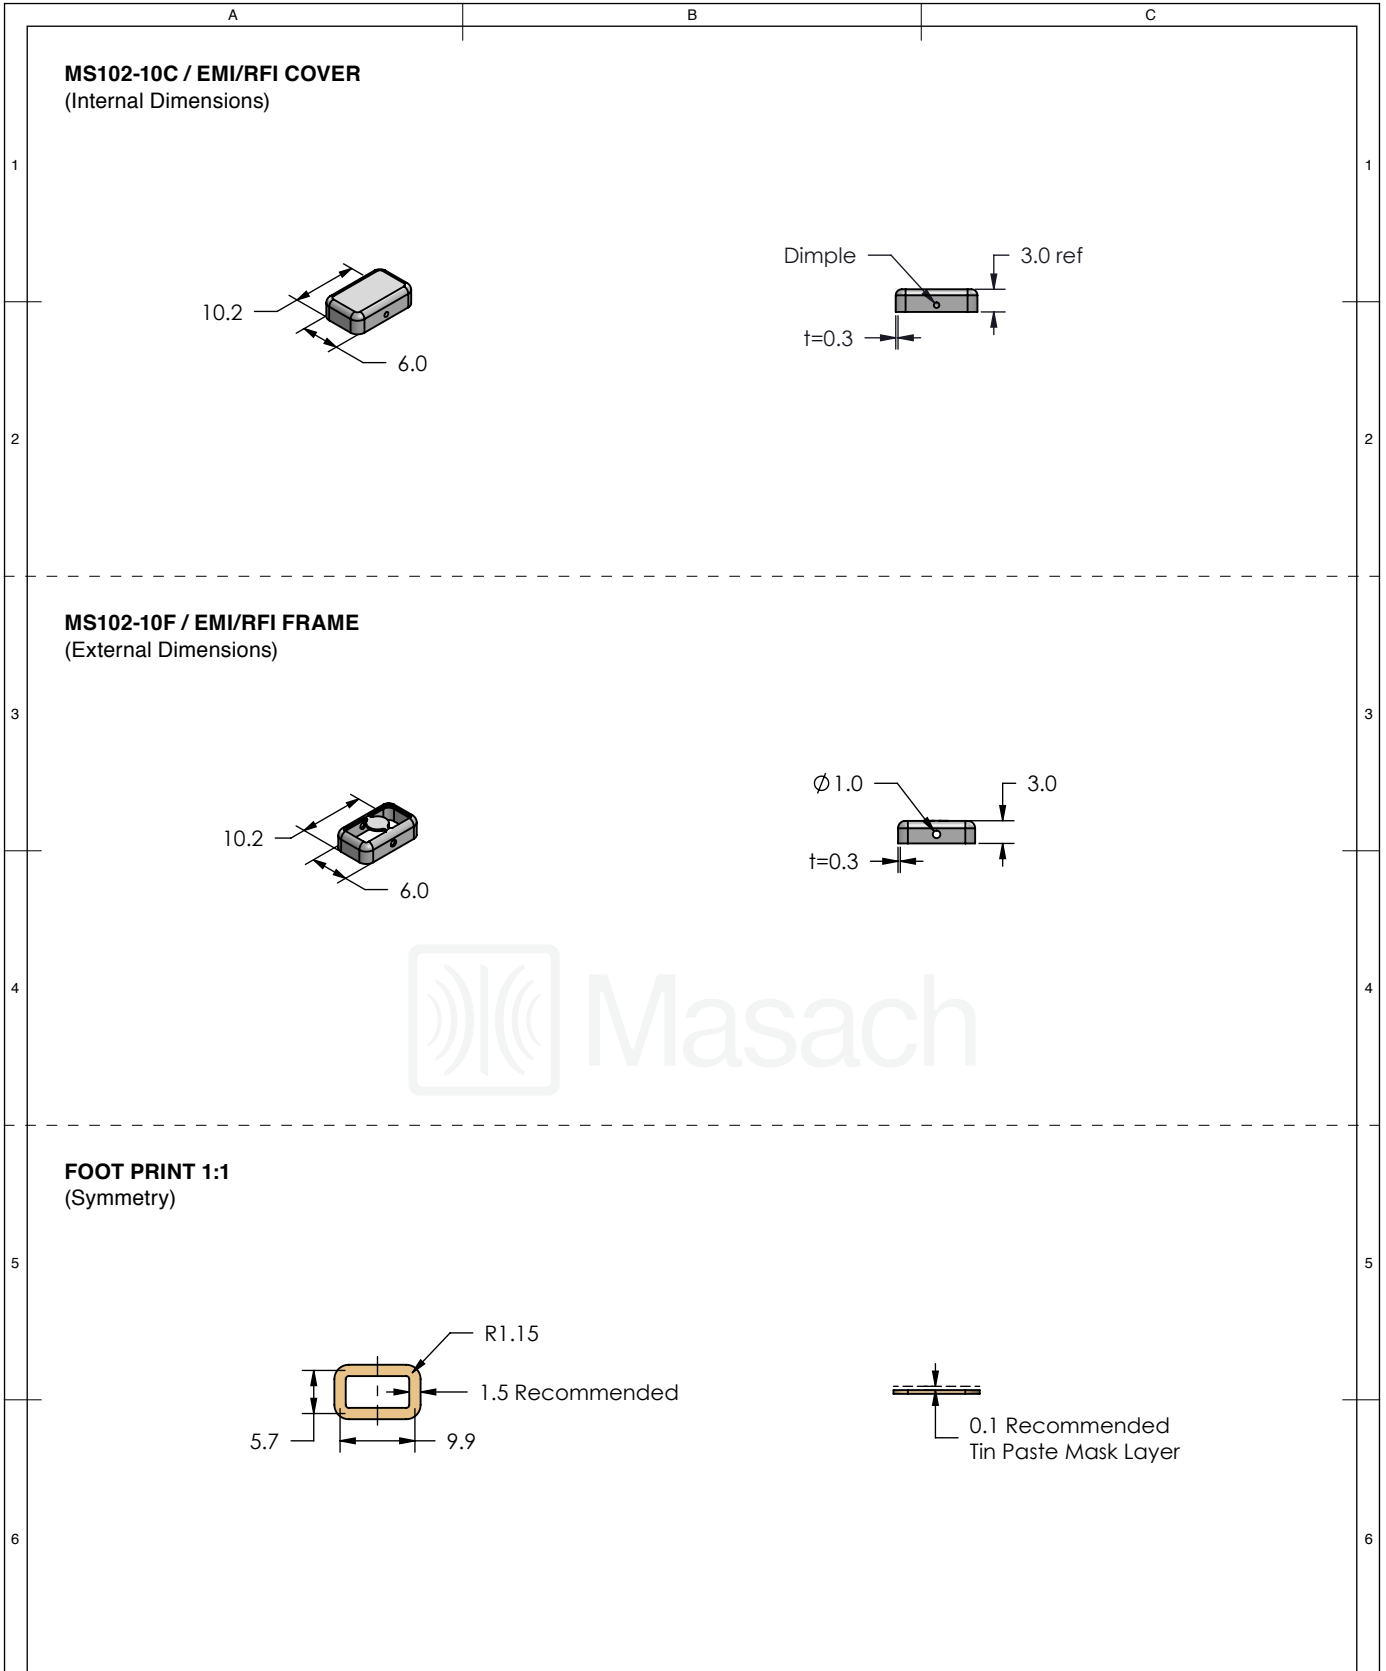 A B C
MS102-10C / EMI/RFI COVER
(Internal Dimensions)
1 1
Dimple 3.0 ref
10.2
t=0.3
6.0
2 2
MS102-10F / EMI/RFI FRAME
(External Dimensions)
3 3
Ø1.0 3.0
10.2
t=0.3
6.0
Masach
4 4
FOOT PRINT 1:1
(Symmetry)
5 5
R1.15
1.5 Recommended
5.7 9.9
0.1 Recommended
Tin Paste Mask Layer
6 6